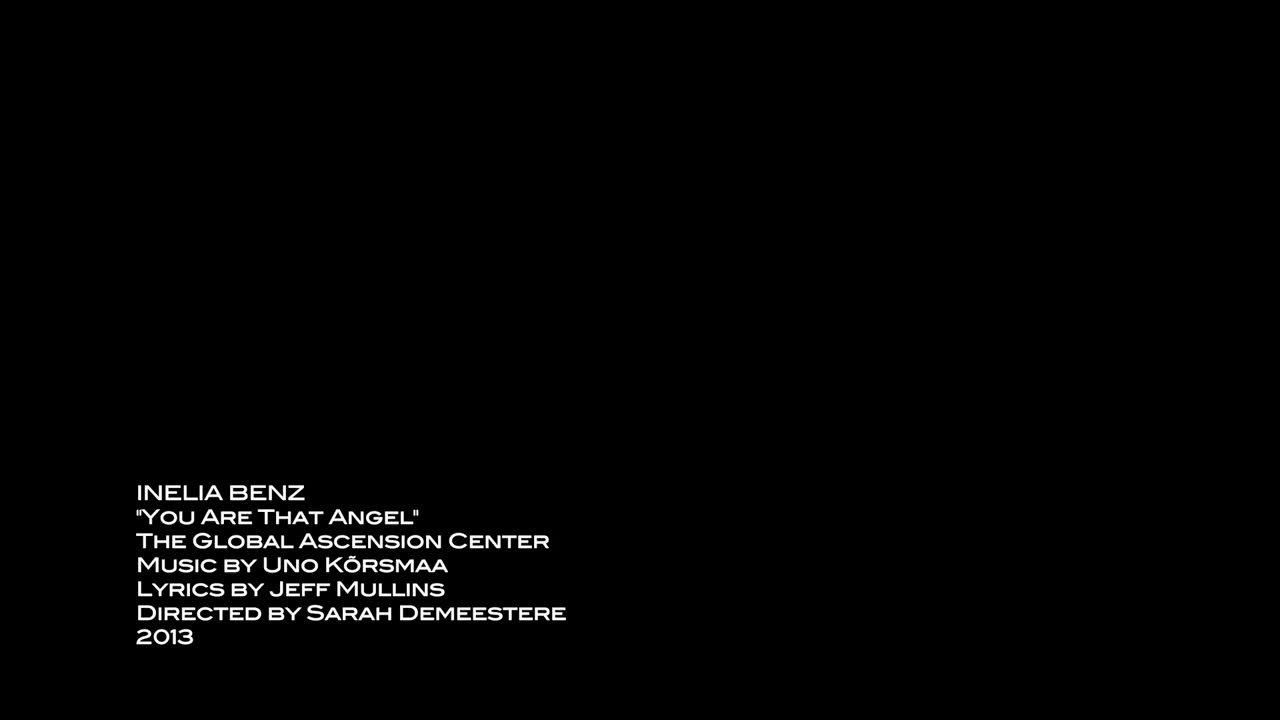 INELIA BENZ
"You Are That Angel"
The Global Ascension Center
Music by Uno Kõrsmaa
Lyrics by Jeff Mullins
Directed by Sarah Demeestere
2013